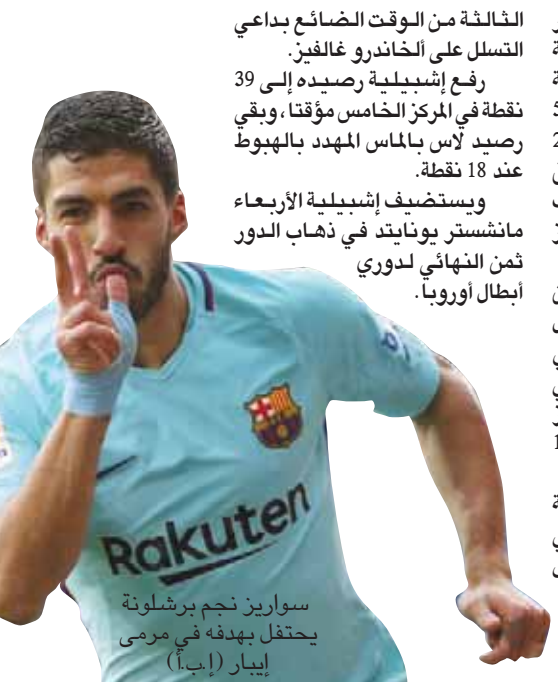 الثالثة من الوقت الضائع بداعي
التسلل على ألخاندرو غالفيز.
رفع إشبيلية رصيده إلى 39
نقطة في المركز الخامس مؤقتا، وبقي
رصيد لاس بالماس المهدد بالهبوط
عند 18 نقطة.
ويستضيف إشبيلية الأربعاء
مانشستر يونايتد في ذهاب الدور
ثمن النهائي لدوري
أبطال أوروبا.
Rakuten
سواريز نجم برشلونة
يحتفل بهدفه في مرمى
إيبار (إ.ب.أ)